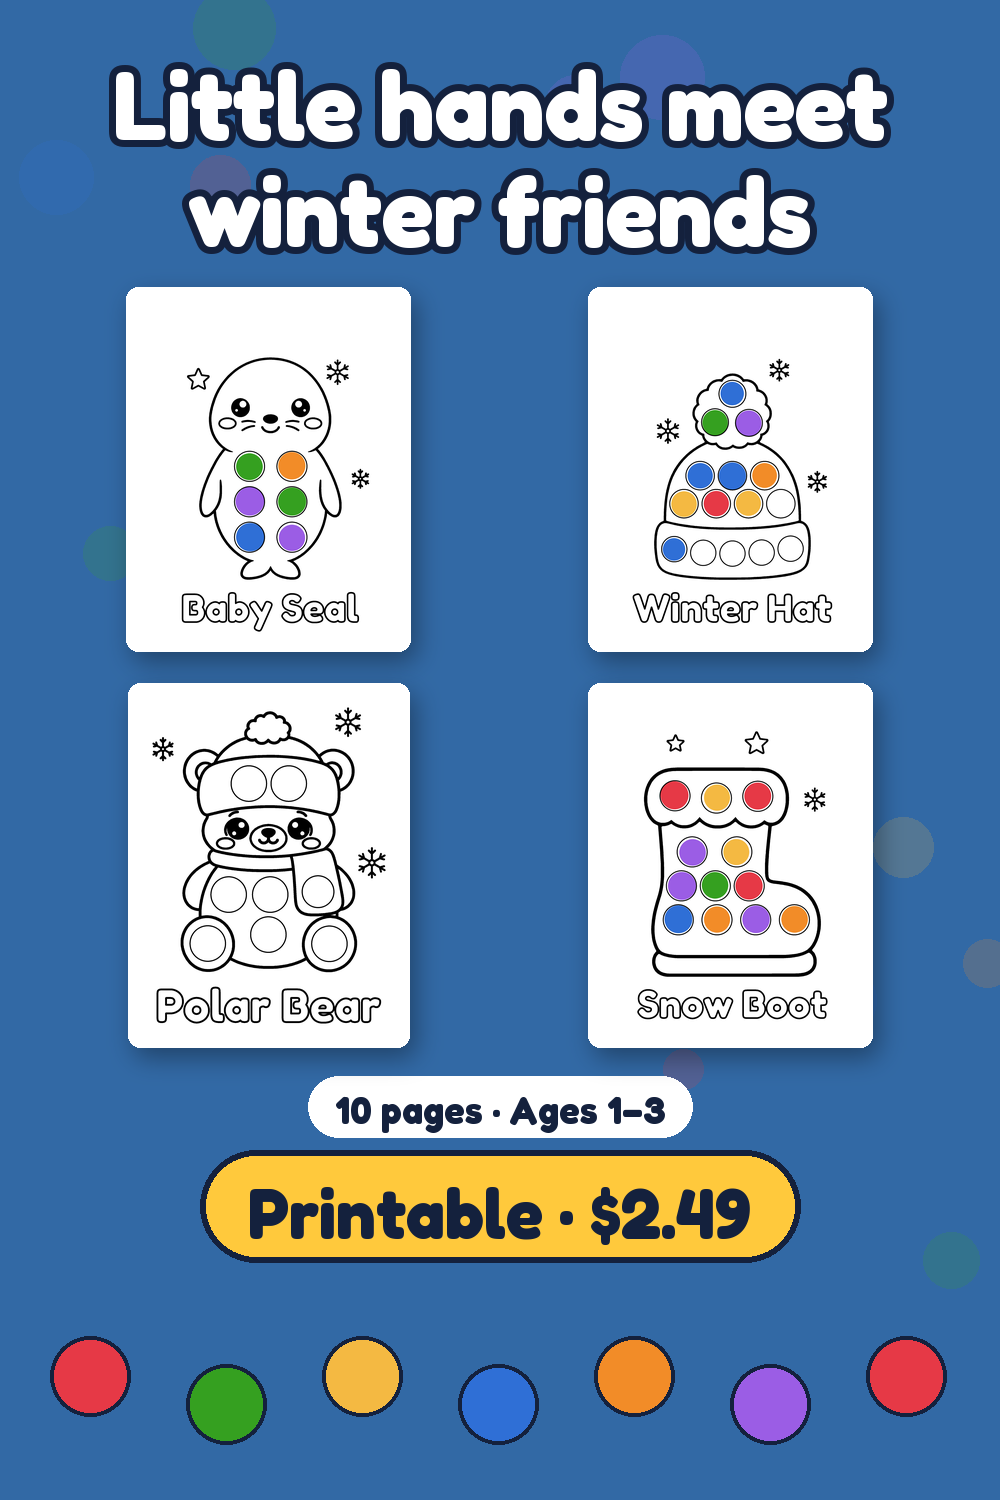 Little hands meet
winter friends
Baby Seal
Winter Hat
Polar Bear
Snow Boot
10 pages · Ages 1–3
Printable · $2.49